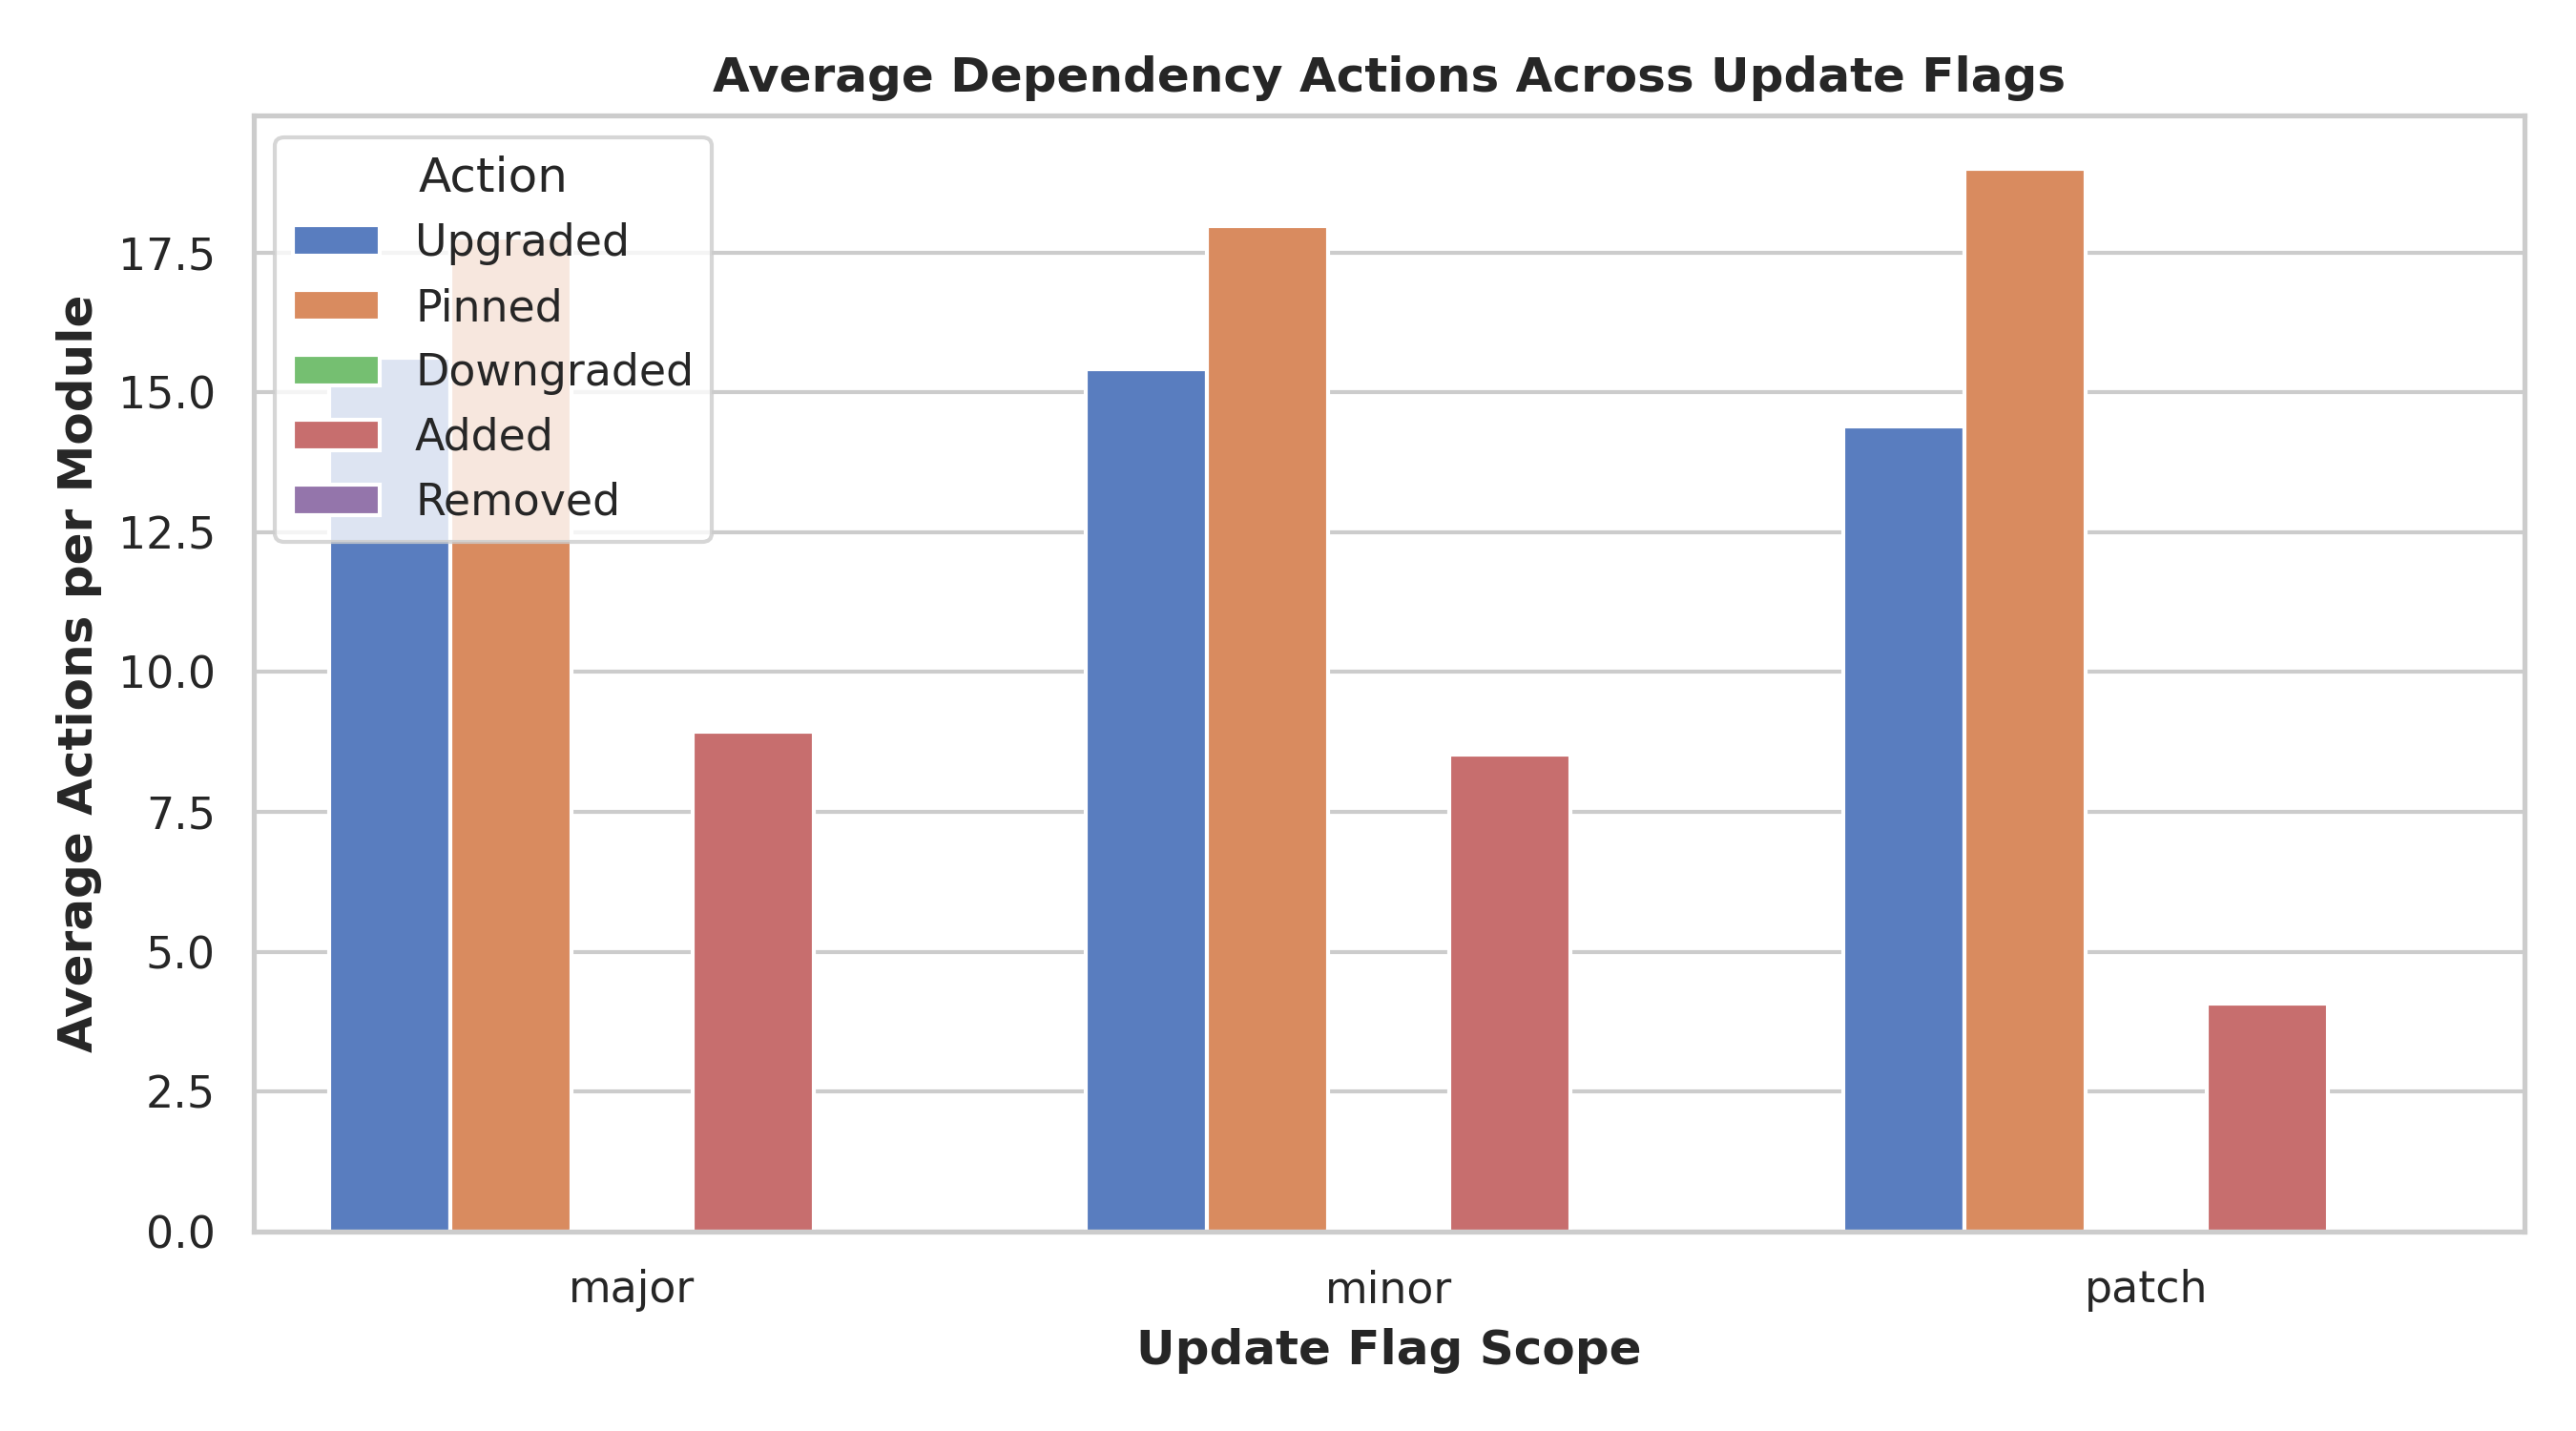 Average Dependency Actions Across Update Flags
Action
Upgraded
Pinned
Downgraded
Added
Removed
Average Actions per Module
17.5
15.0
12.5
10.0
7.5
5.0
2.5
0.0
major
minor
patch
Update Flag Scope